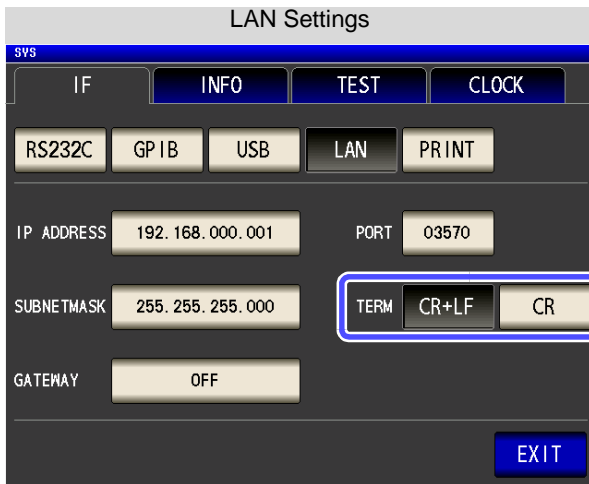 LAN Settings
SYS
IF INFO TEST CLOCK
RS232C GPIB USB LAN PRINT
IP ADDRESS 192.168.000.001 PORT 03570
SUBNETMASK 255.255.255.000 TERM CR+LF CR
GATEWAY OFF
EXIT